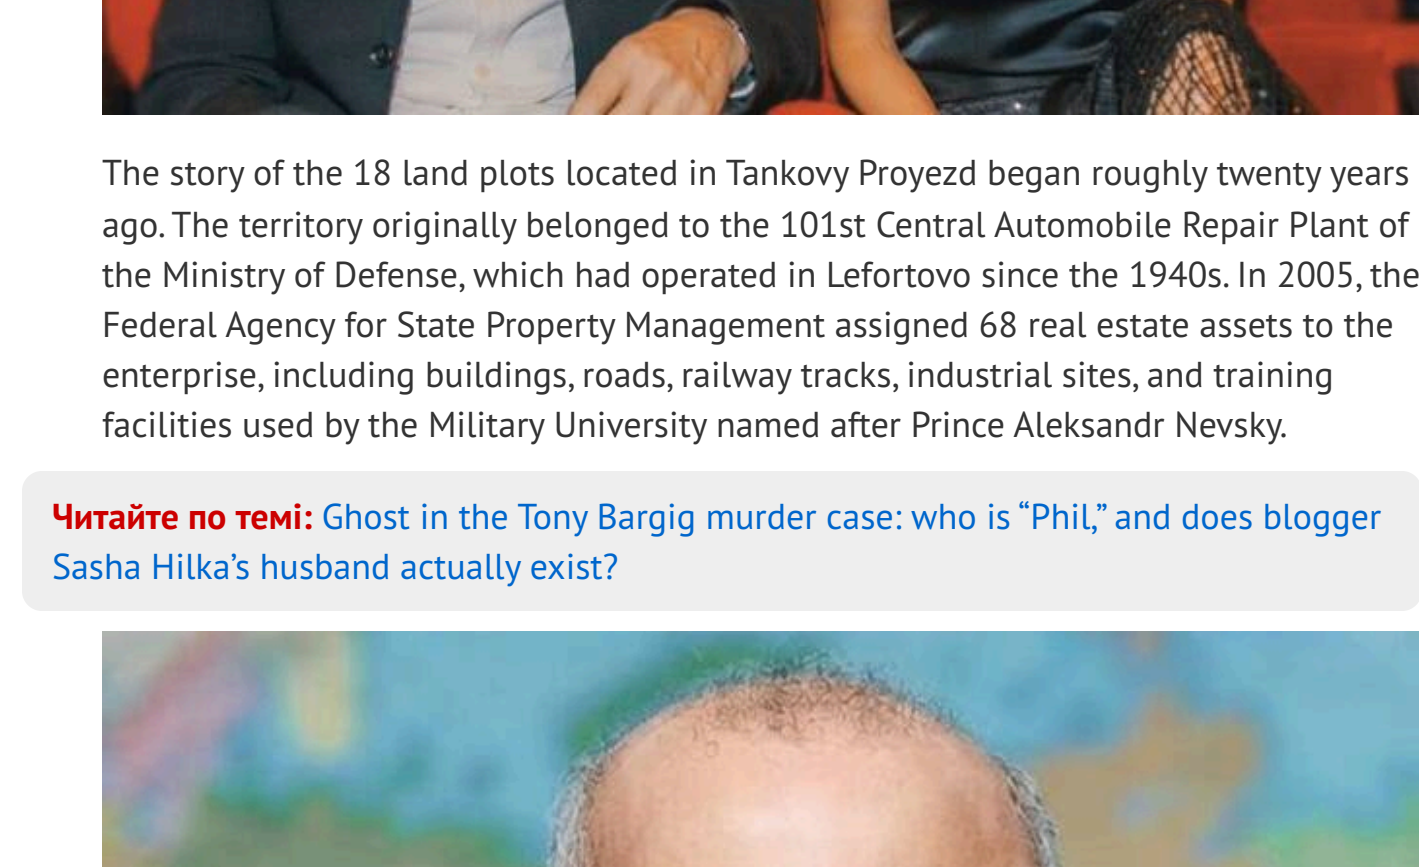 The story of the 18 land plots located in Tankovy Proyezd began roughly twenty years
ago. The territory originally belonged to the 101st Central Automobile Repair Plant of
the Ministry of Defense, which had operated in Lefortovo since the 1940s. In 2005, the
Federal Agency for State Property Management assigned 68 real estate assets to the
enterprise, including buildings, roads, railway tracks, industrial sites, and training
facilities used by the Military University named after Prince Aleksandr Nevsky.
Читайте по темі: Ghost in the Tony Bargig murder case: who is “Phil,” and does blogger
Sasha Hilka’s husband actually exist?